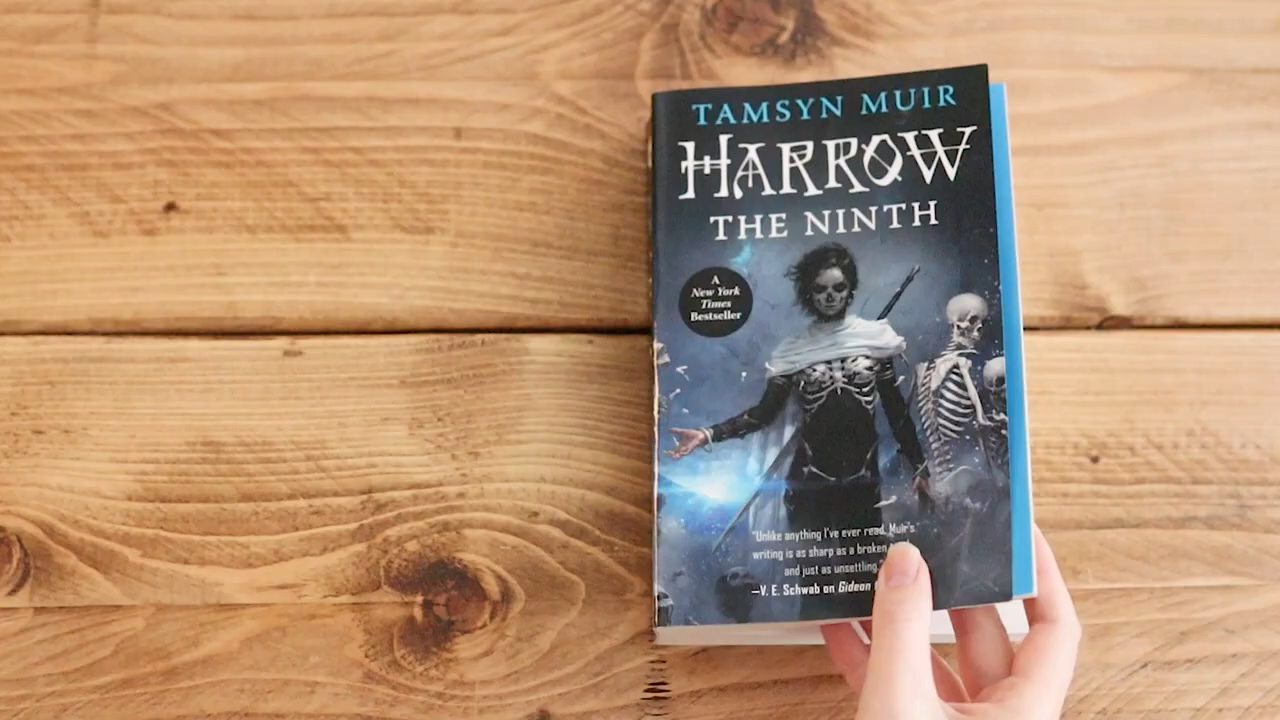 TAMSYN MUIR
HARROW
THE NINTH
A
New York
Times
Bestseller
"Unlike anything I've ever read. Muir's
writing is as sharp as a broken
and just as unsettling."
—V. E. Schwab on Gideon